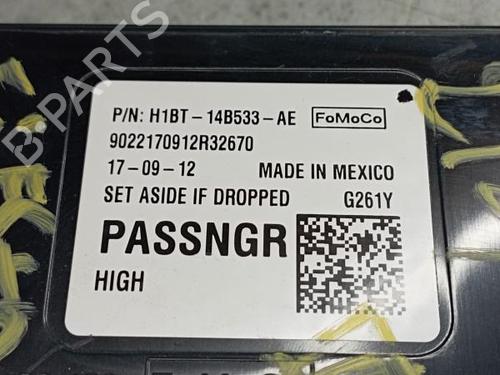 B-PARTS
P/N: H1BT-14B533-AE FoMoCo
9022170912R32670
17-09-12 MADE IN MEXICO
SET ASIDE IF DROPPED G261Y
PASSNGR
HIGH